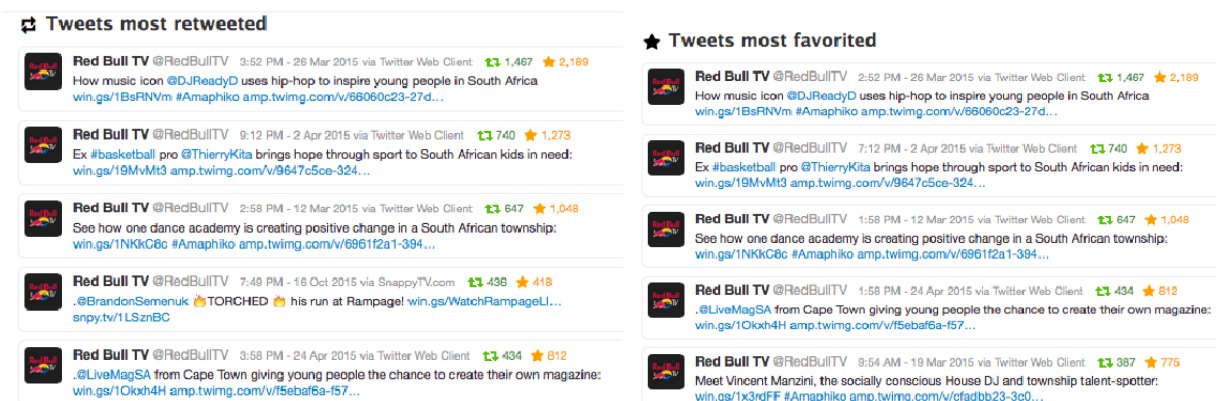 Tweets most retweeted
Red Bull TV @RedBullTV 3:52 PM - 26 Mar 2015 via Twitter Web Client 1,467 2,189
How music icon @DJReadyD uses hip-hop to inspire young people in South Africa
win.gs/1BsRNVm #Amaphiko amp.twimg.com/v/66060c23-27d...
Red Bull TV @RedBullTV 9:12 PM - 2 Apr 2015 via Twitter Web Client 740 1,273
Ex #basketball pro @ThierryKita brings hope through sport to South African kids in need:
win.gs/19MvMt3 amp.twimg.com/v/9647c5ce-324...
Red Bull TV @RedBullTV 2:58 PM - 12 Mar 2015 via Twitter Web Client 647 1,048
See how one dance academy is creating positive change in a South African township:
win.gs/1NKkC8c #Amaphiko amp.twimg.com/v/6961f2a1-394...
Red Bull TV @RedBullTV 7:49 PM - 16 Oct 2015 via SnappyTV.com 436 418
.@BrandonSemenuk 🔥TORCHED 🔥 his run at Rampage! win.gs/WatchRampageLI...
snpy.tv/1LSznBC
Red Bull TV @RedBullTV 3:58 PM - 24 Apr 2015 via Twitter Web Client 434 812
.@LiveMagSA from Cape Town giving young people the chance to create their own magazine:
win.gs/1Okxh4H amp.twimg.com/v/f5ebaf6a-f57...
Tweets most favorited
Red Bull TV @RedBullTV 2:52 PM - 26 Mar 2015 via Twitter Web Client 1,467 2,189
How music icon @DJReadyD uses hip-hop to inspire young people in South Africa
win.gs/1BsRNVm #Amaphiko amp.twimg.com/v/66060c23-27d...
Red Bull TV @RedBullTV 7:12 PM - 2 Apr 2015 via Twitter Web Client 740 1,273
Ex #basketball pro @ThierryKita brings hope through sport to South African kids in need:
win.gs/19MvMt3 amp.twimg.com/v/9647c5ce-324...
Red Bull TV @RedBullTV 1:58 PM - 12 Mar 2015 via Twitter Web Client 647 1,048
See how one dance academy is creating positive change in a South African township:
win.gs/1NKkC8c #Amaphiko amp.twimg.com/v/6961f2a1-394...
Red Bull TV @RedBullTV 1:58 PM - 24 Apr 2015 via Twitter Web Client 434 812
.@LiveMagSA from Cape Town giving young people the chance to create their own magazine:
win.gs/1Okxh4H amp.twimg.com/v/f5ebaf6a-f57...
Red Bull TV @RedBullTV 9:54 AM - 19 Mar 2015 via Twitter Web Client 367 775
Meet Vincent Manzini, the socially conscious House DJ and township talent-spotter:
win.gs/1x3rdFF #Amaphiko amp.twimg.com/v/cfadbb23-3c0...